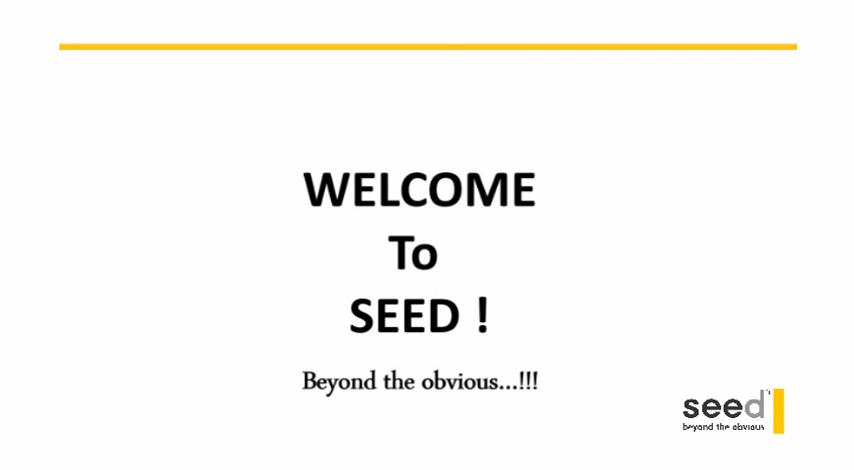 WELCOME
To
SEED !
Beyond the obvious...!!!
seed
beyond the obvious